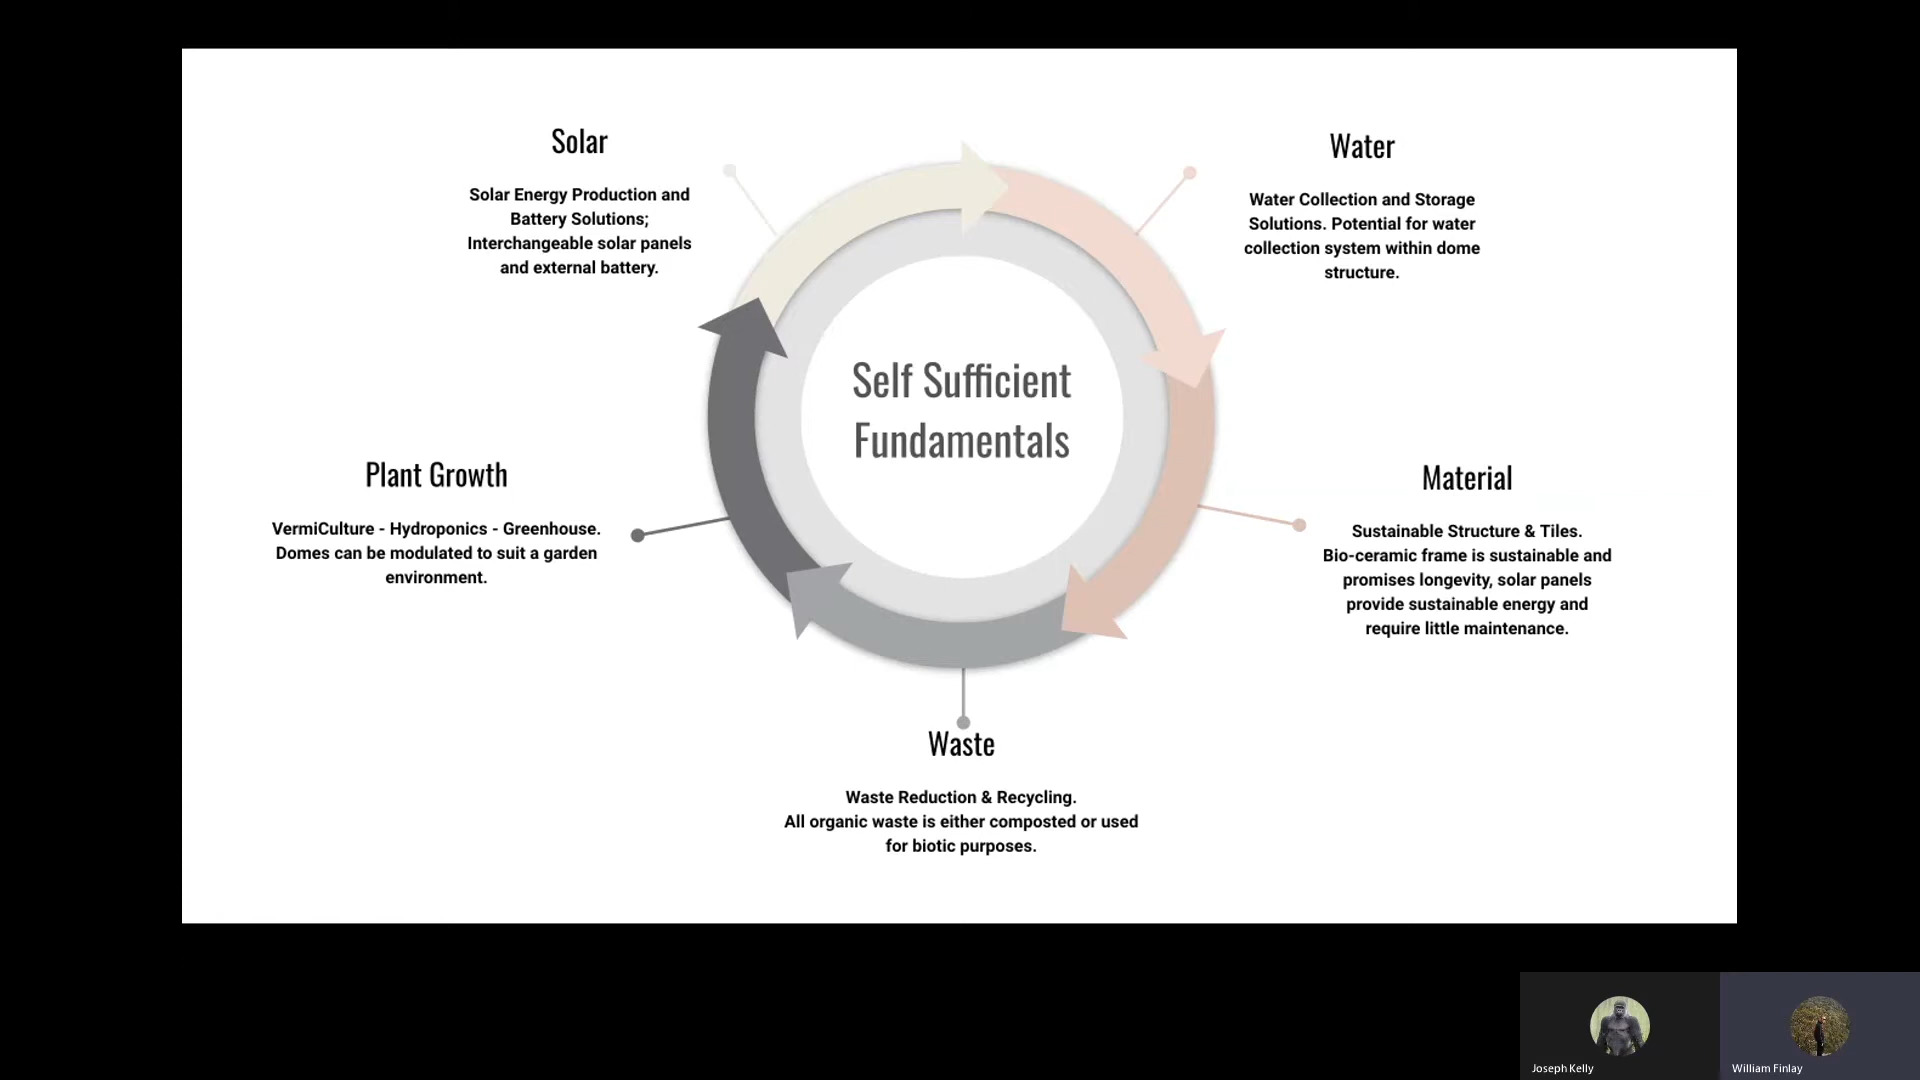 Solar
Solar Energy Production and
Battery Solutions;
Interchangeable solar panels
and external battery.
Water
Water Collection and Storage
Solutions. Potential for water
collection system within dome
structure.
Self Sufficient
Fundamentals
Plant Growth
VermiCulture - Hydroponics - Greenhouse.
Domes can be modulated to suit a garden
environment.
Material
Sustainable Structure & Tiles.
Bio-ceramic frame is sustainable and
promises longevity, solar panels
provide sustainable energy and
require little maintenance.
Waste
Waste Reduction & Recycling.
All organic waste is either composted or used
for biotic purposes.
Joseph Kelly
William Finlay